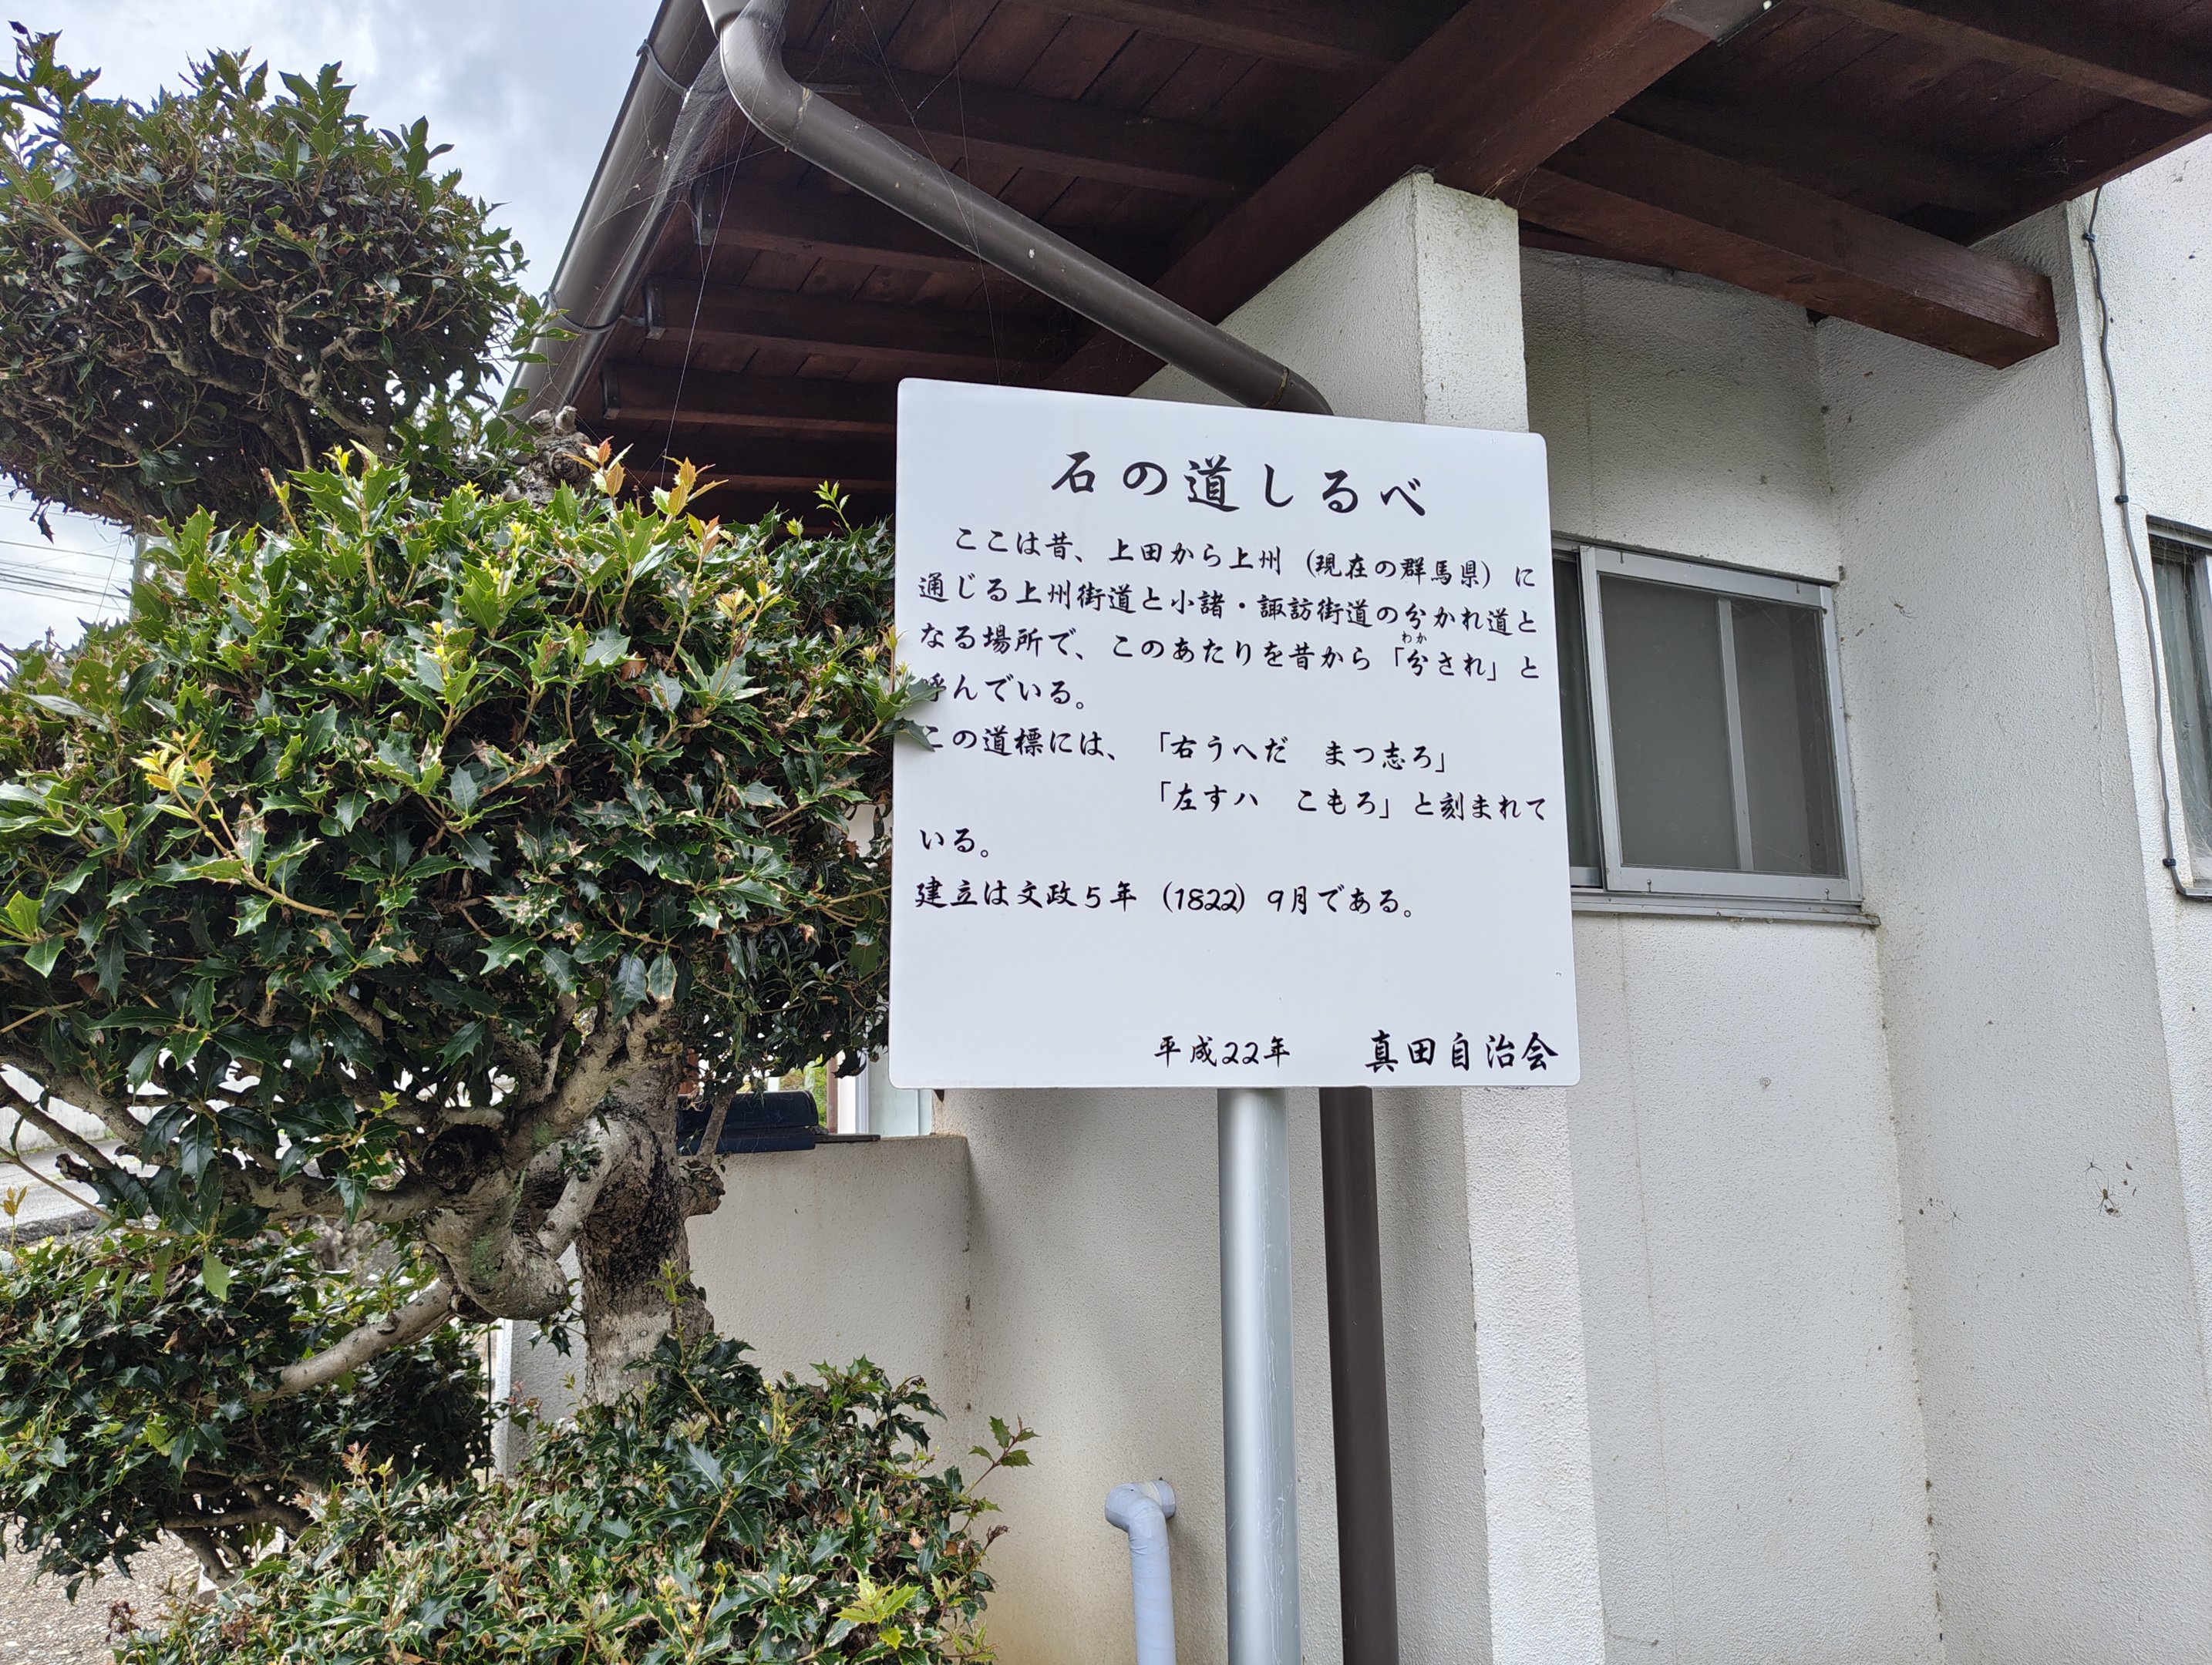 石の道しるべ
ここは昔、上田から上州（現在の群馬県）に
通じる上州街道と小諸・諏訪街道の分かれ道と
なる場所で、このあたりを昔から「分され」と
わか
呼んでいる。
この道標には、「右うへだ　まつ志ろ」
「左すハ　こもろ」と刻まれて
いる。
建立は文政5年（1822）9月である。
平成22年　真田自治会